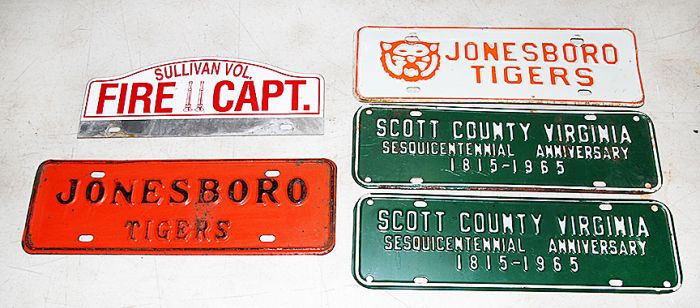 SULLIVAN VOL.
FIRE CAPT.
JONESBORO
TIGERS
JONESBORO
TIGERS
SCOTT COUNTY VIRGINIA
SESQUICENTENNIAL ANNIVERSARY
1815-1965
SCOTT COUNTY VIRGINIA
SESQUICENTENNIAL ANNIVERSARY
1815-1965